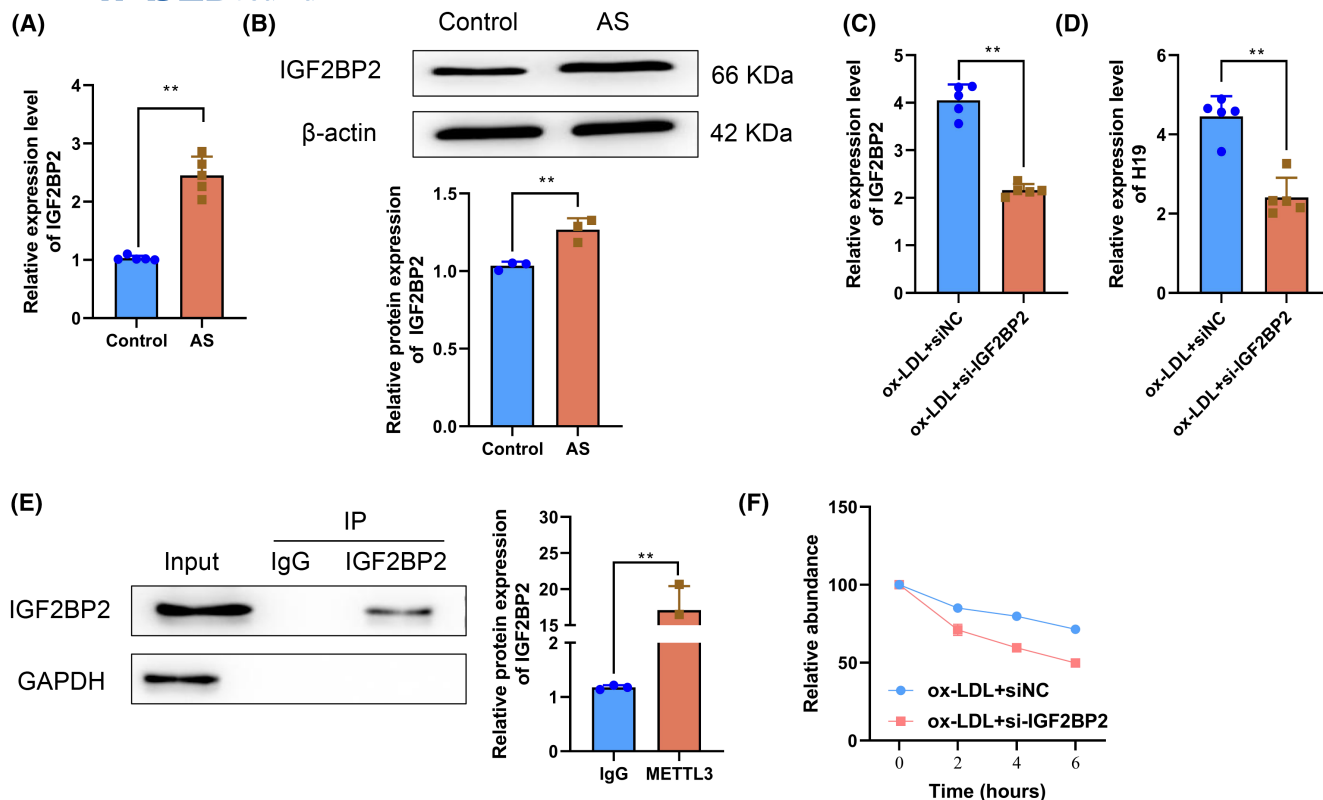 (A)
Relative expression level
of IGF2BP2
4
3
2
1
0
**
Control
AS
(B)
Control
AS
IGF2BP2
66 KDa
β-actin
42 KDa
Relative protein expression
of IGF2BP2
1.5
1.0
0.5
0.0
**
Control
AS
(C)
Relative expression level
of IGF2BP2
5
4
3
2
1
0
**
ox-LDL+siNC
ox-LDL+si-IGF2BP2
(D)
Relative expression level
of H19
6
4
2
0
**
ox-LDL+siNC
ox-LDL+si-IGF2BP2
(E)
IP
Input
IgG
IGF2BP2
IGF2BP2
GAPDH
Relative protein expression
of IGF2BP2
30
25
20
15
2
1
0
**
IgG
METTL3
(F)
Relative abundance
150
100
50
0
ox-LDL+siNC
ox-LDL+si-IGF2BP2
0
2
4
6
Time (hours)